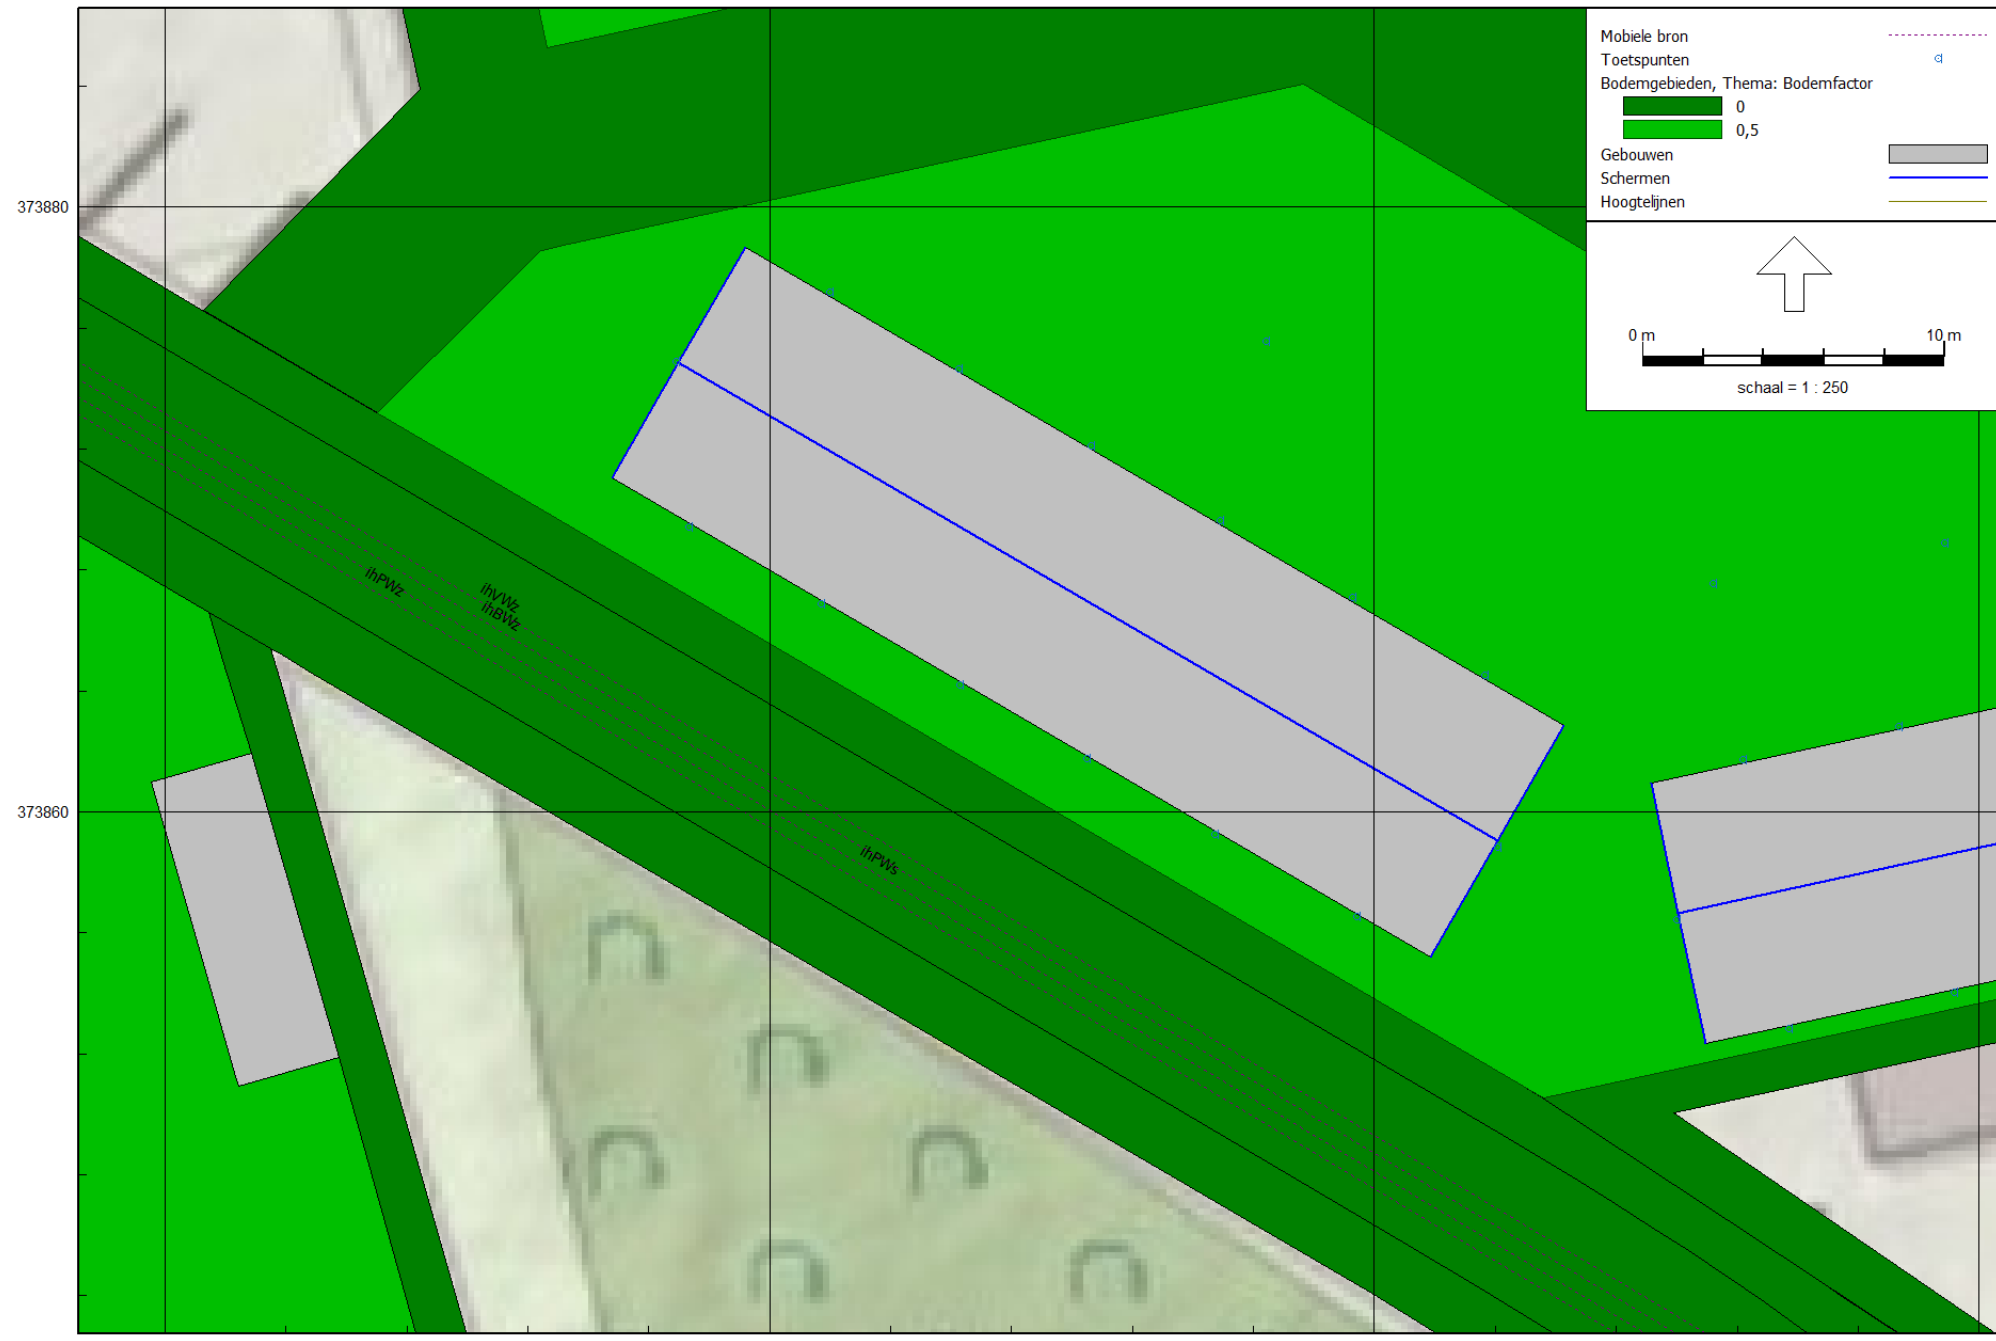 Mobiele bron
Toetspunten
Bodemgebieden, Thema: Bodemfactor
0
0,5
Gebouwen
Schermen
Hoogtelijnen
0 m 10 m
schaal = 1 : 250
373880
373860
ihPWz
ihVWz
ihBWz
ihPWs